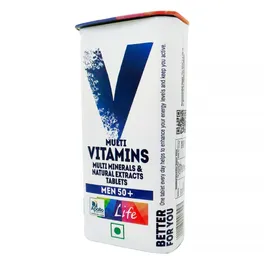 V
MULTI
VITAMINS
MULTI MINERALS &
NATURAL EXTRACTS
TABLETS
MEN 50+
Apollo
Life
BETTER
FOR YOU
One tablet every day helps to enhance your energy levels and keep you active.